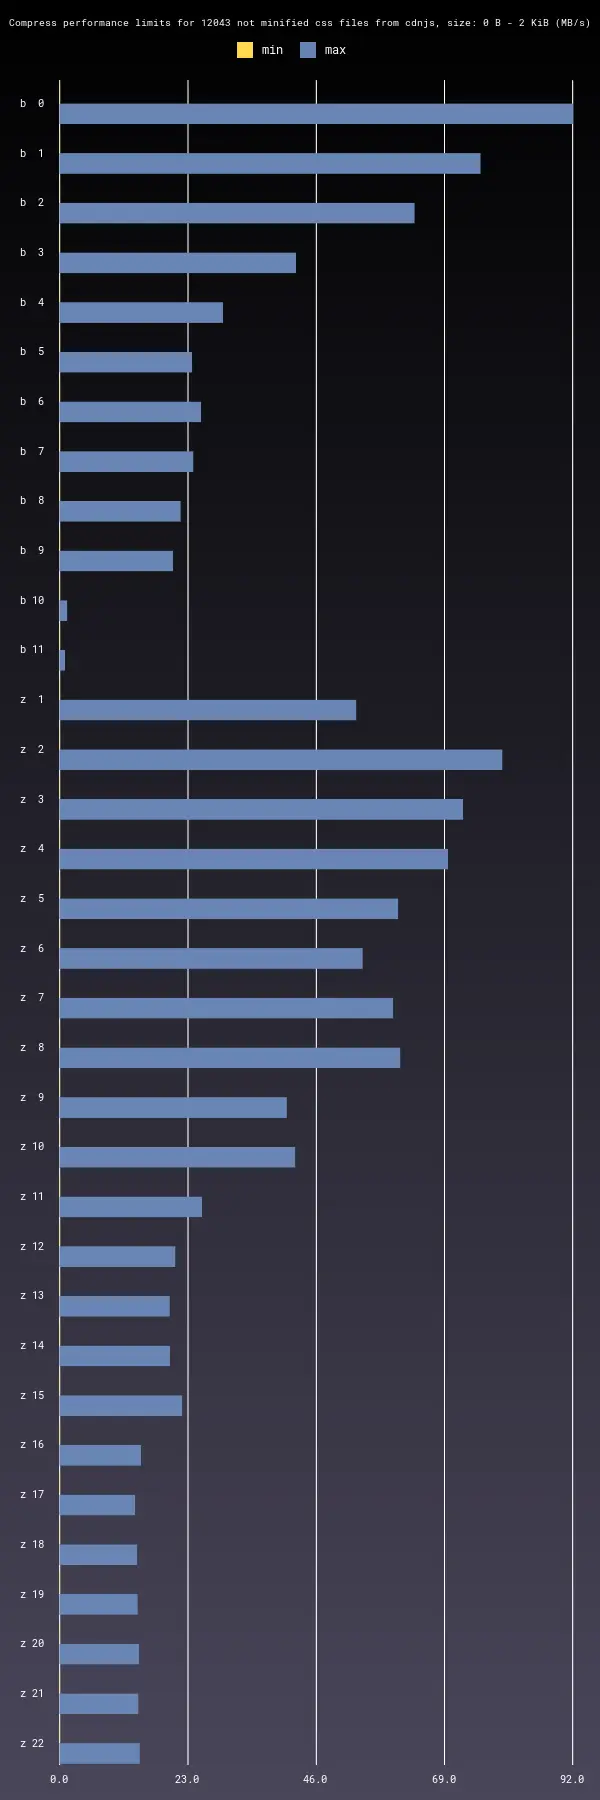 Compress performance limits for 12043 not minified css files from cdnjs, size: 0 B - 2 KiB (MB/s)
min max
b 0
b 1
b 2
b 3
b 4
b 5
b 6
b 7
b 8
b 9
b 10
b 11
z 1
z 2
z 3
z 4
z 5
z 6
z 7
z 8
z 9
z 10
z 11
z 12
z 13
z 14
z 15
z 16
z 17
z 18
z 19
z 20
z 21
z 22
0.0 23.0 46.0 69.0 92.0